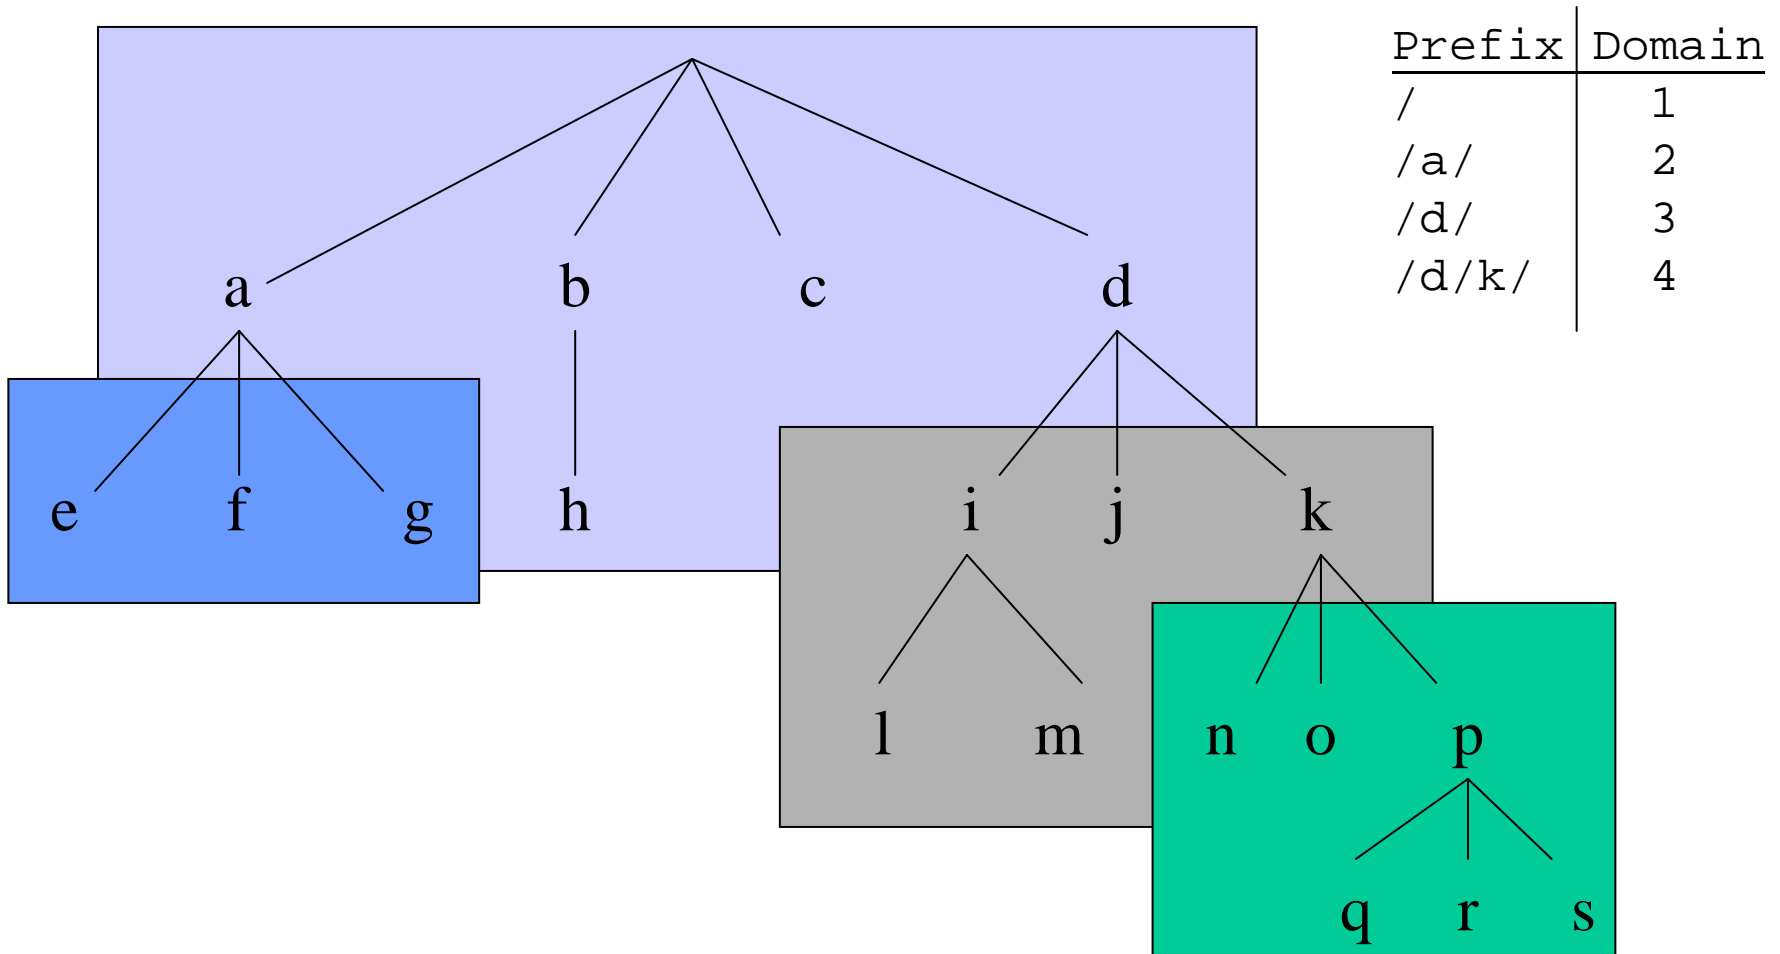 Prefix Domain
/ 1
/a/ 2
/d/ 3
/d/k/ 4
a b c d
e f g h i j k
l m n o p
q r s